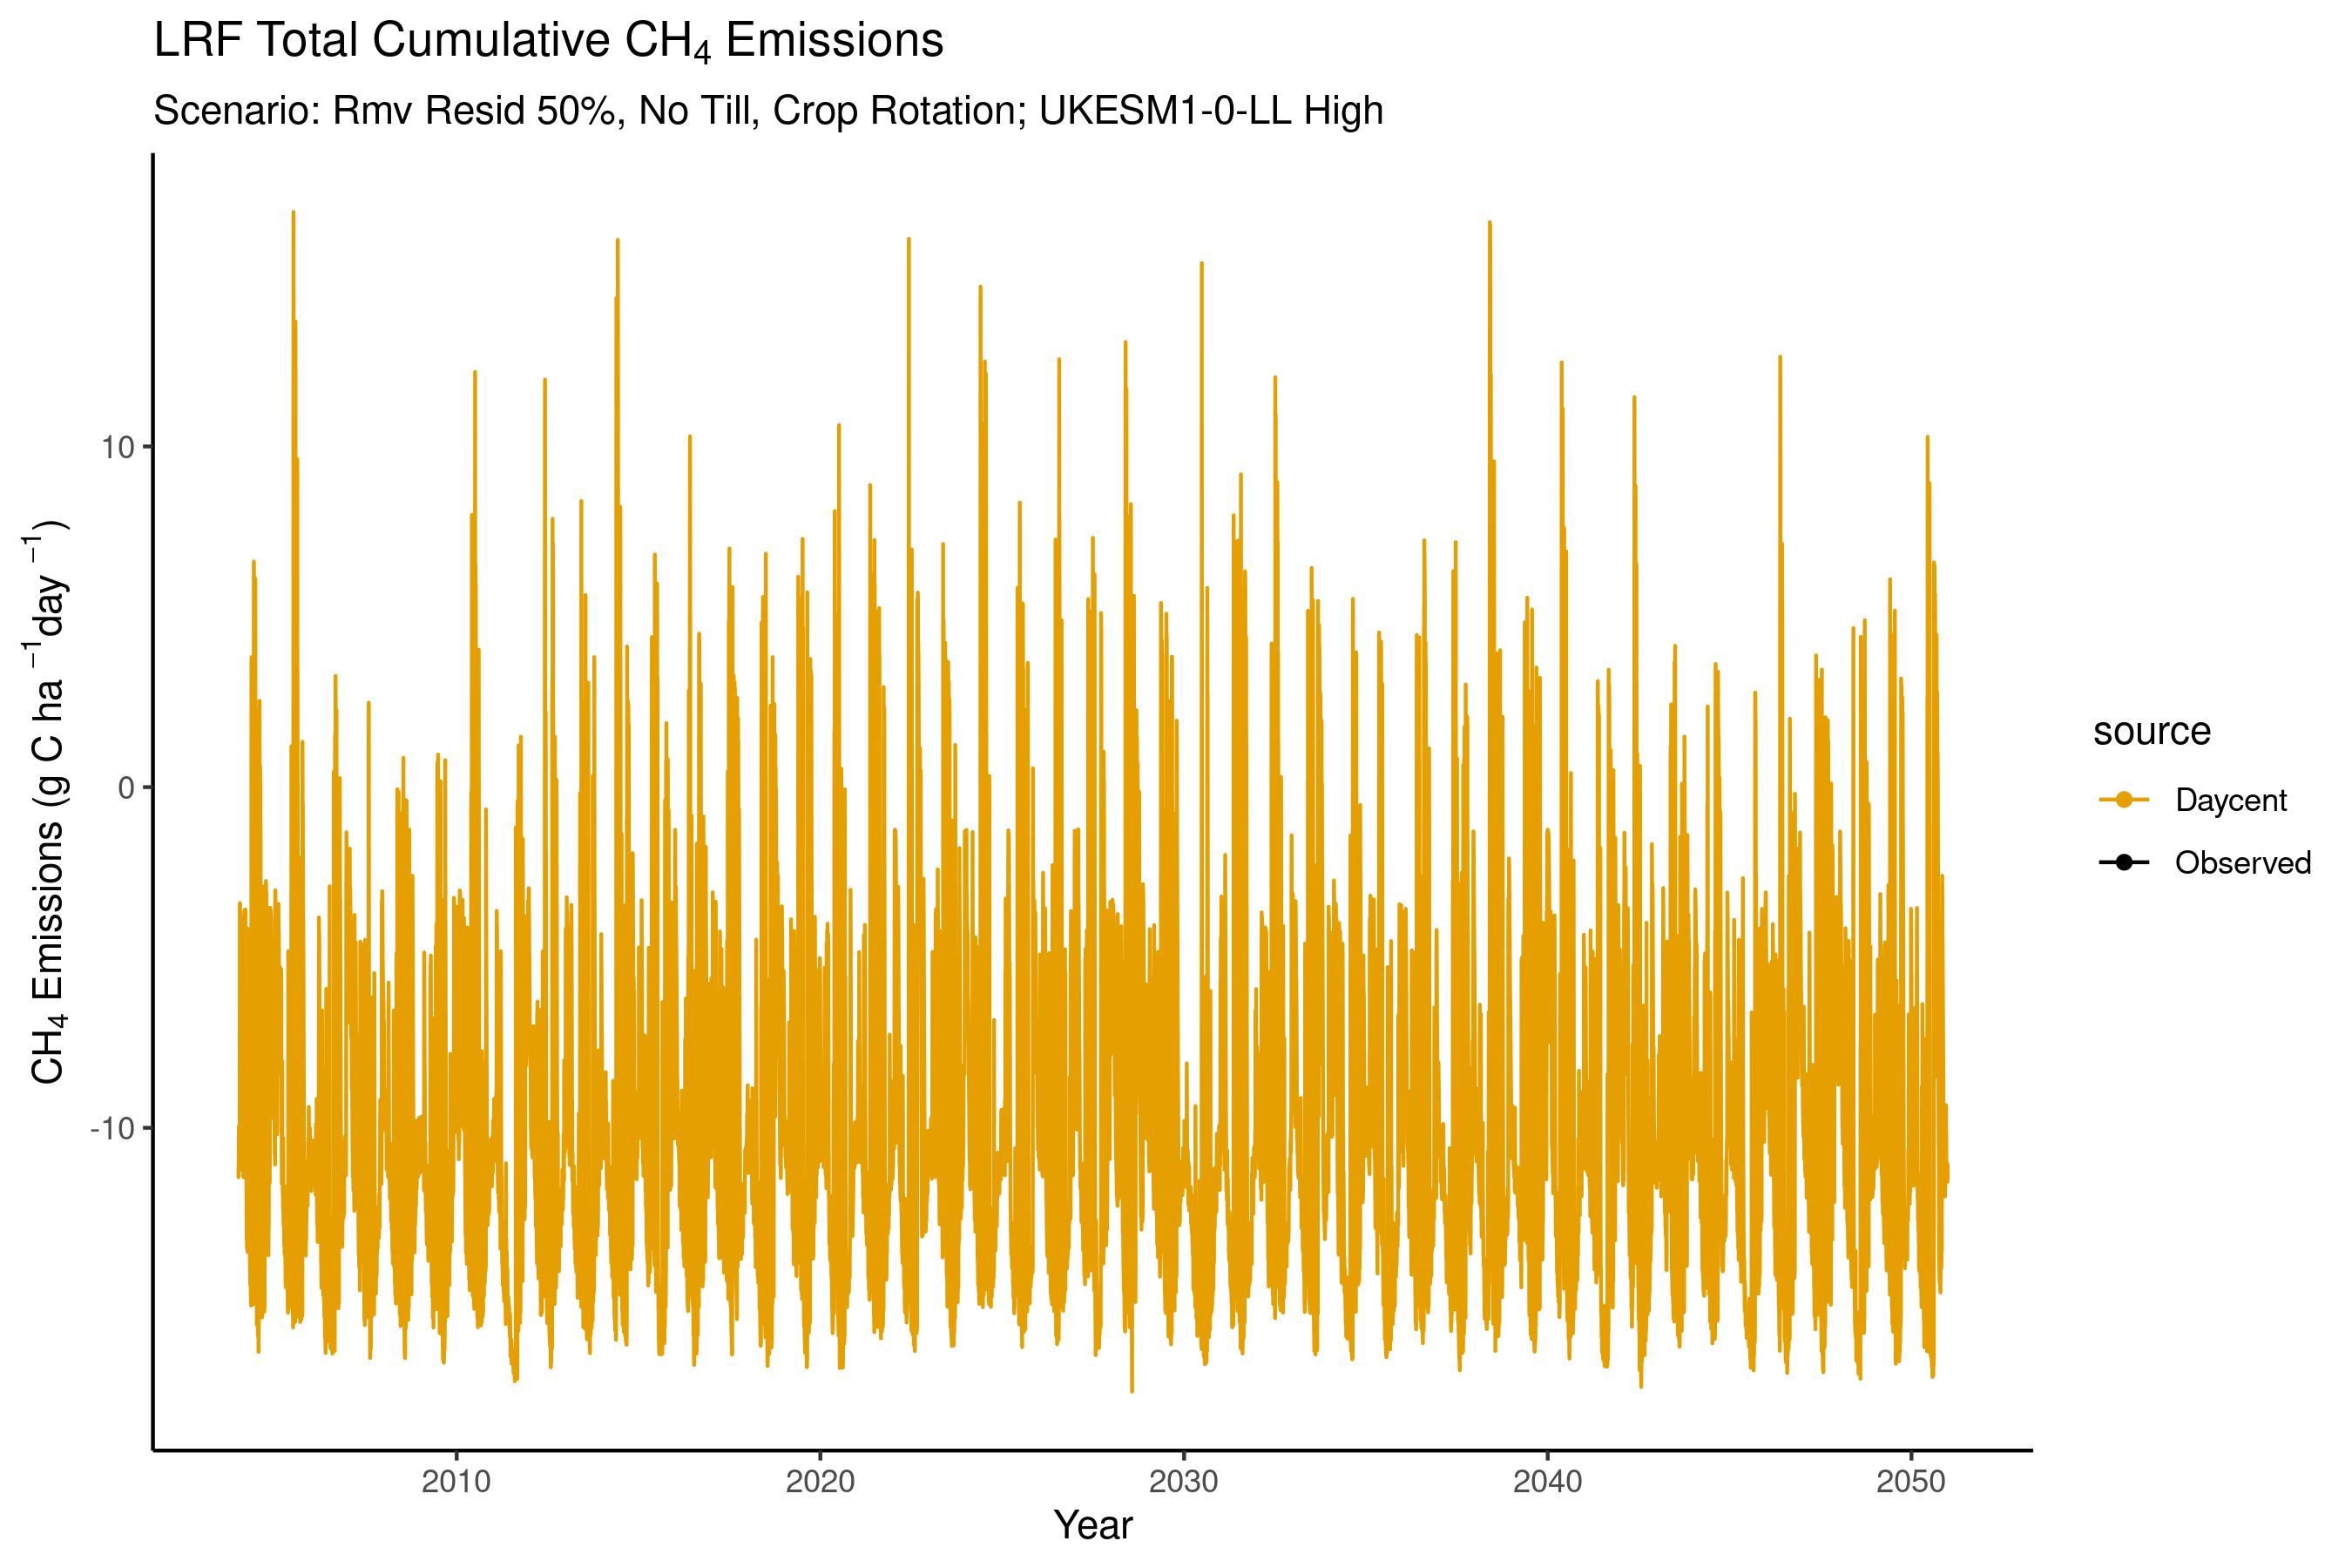 LRF Total Cumulative CH₄ Emissions
Scenario: Rmv Resid 50%, No Till, Crop Rotation; UKESM1-0-LL High
CH₄ Emissions (g C ha ⁻¹day ⁻¹)
10
0
-10
2010
2020
2030
2040
2050
Year
source
Daycent
Observed